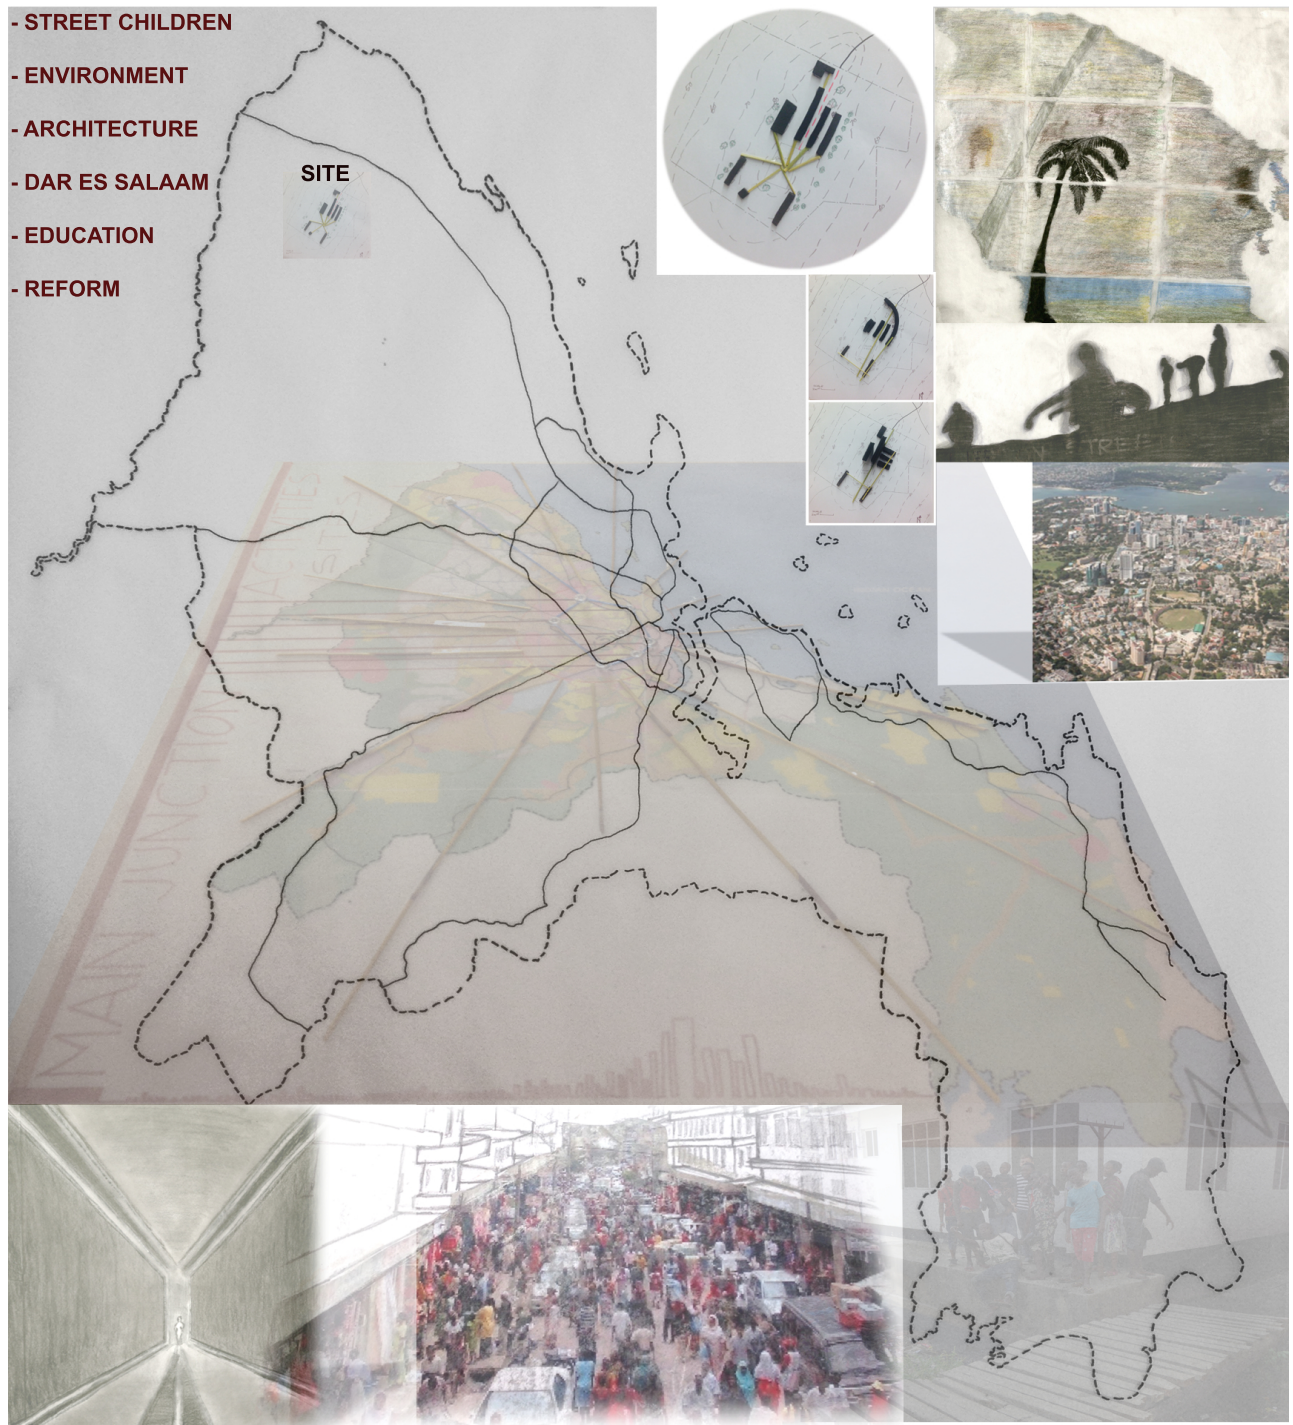 - STREET CHILDREN
- ENVIRONMENT
- ARCHITECTURE
- DAR ES SALAAM
- EDUCATION
- REFORM
SITE
MAIN JUNCTION